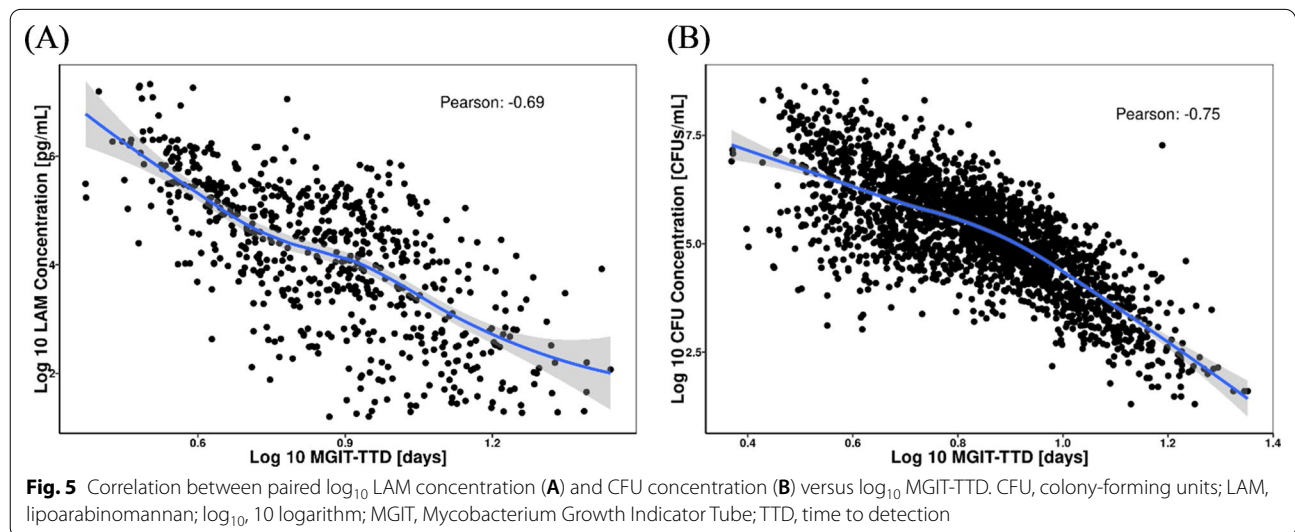 (A)
Pearson: -0.69
Log 10 LAM Concentration [pg/mL]
6
4
2
0.6 0.9 1.2
Log 10 MGIT-TTD [days]
(B)
Pearson: -0.75
Log 10 CFU Concentration [CFUs/mL]
7.5
5.0
2.5
0.4 0.6 0.8 1.0 1.2 1.4
Log 10 MGIT-TTD [days]
Fig. 5 Correlation between paired log₁₀ LAM concentration (A) and CFU concentration (B) versus log₁₀ MGIT-TTD. CFU, colony-forming units; LAM,
lipoarabinomannan; log₁₀, 10 logarithm; MGIT, Mycobacterium Growth Indicator Tube; TTD, time to detection